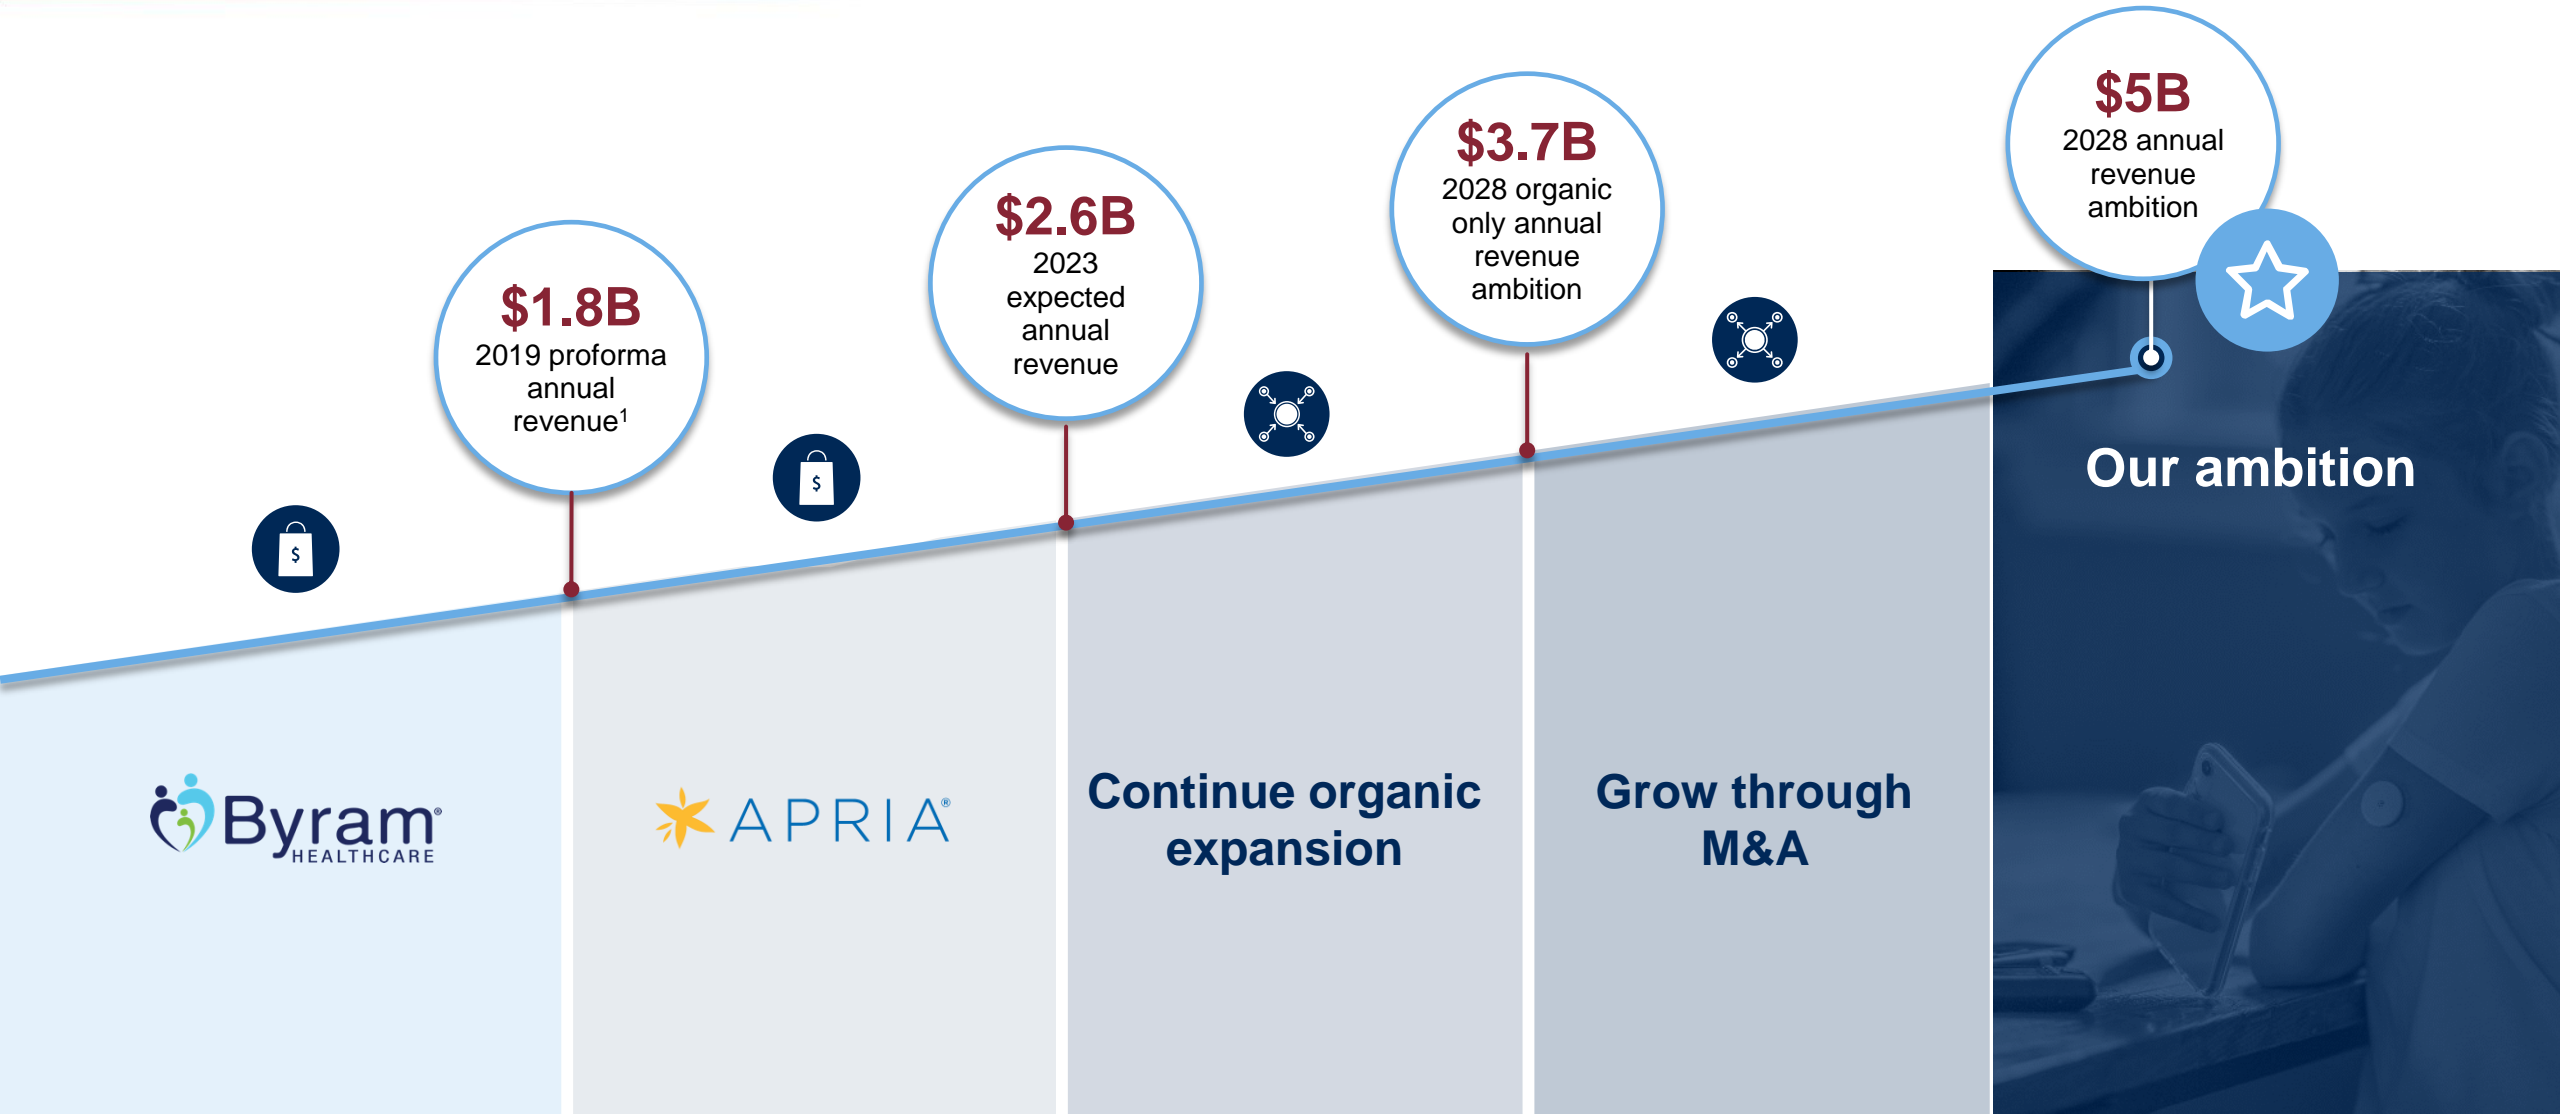 $1.8B
2019 proforma
annual
revenue¹
$2.6B
2023
expected
annual
revenue
$3.7B
2028 organic
only annual
revenue
ambition
$5B
2028 annual
revenue
ambition
$
$
Our ambition
Byram®
HEALTHCARE
APRIA®
Continue organic
expansion
Grow through
M&A